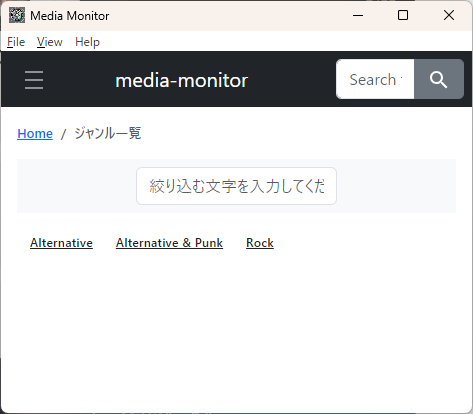 Media Monitor
File View Help
media-monitor Search
Home / ジャンル一覧
絞り込む文字を入力してくだ
Alternative Alternative & Punk Rock